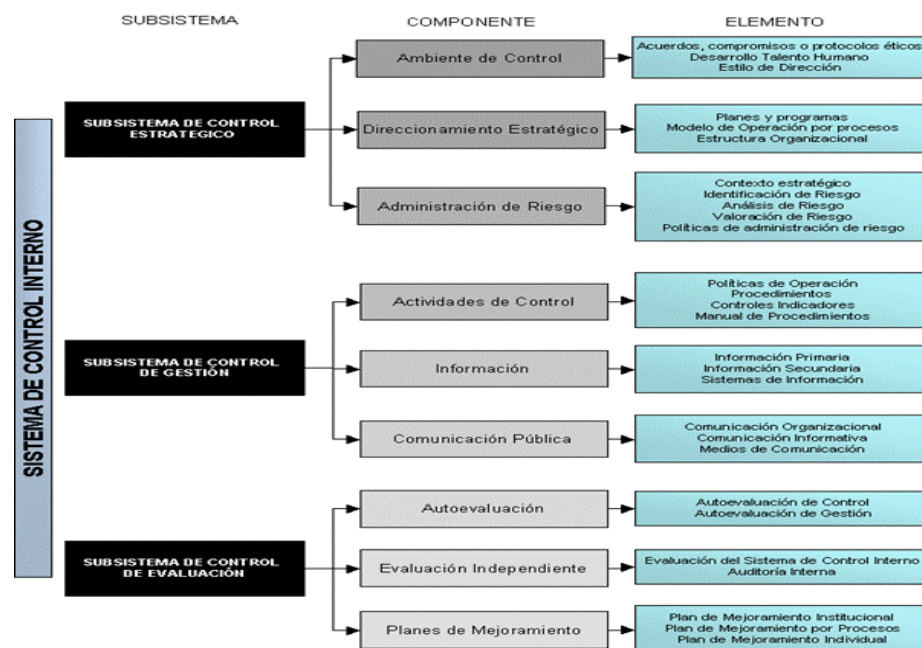 SUBSISTEMA
COMPONENTE
ELEMENTO
SISTEMA DE CONTROL INTERNO
SUBSISTEMA DE CONTROL
ESTRATEGICO
Ambiente de Control
Acuerdos, compromisos o protocolos éticos
Desarrollo Talento Humano
Estilo de Dirección
Direccionamiento Estratégico
Planes y programas
Modelo de Operación por procesos
Estructura Organizacional
Administración de Riesgo
Contexto estratégico
Identificación de Riesgo
Análisis de Riesgo
Valoración de Riesgo
Políticas de administración de riesgo
SUBSISTEMA DE CONTROL
DE GESTIÓN
Actividades de Control
Políticas de Operación
Procedimientos
Controles Indicadores
Manual de Procedimientos
Información
Información Primaria
Información Secundaria
Sistemas de Información
Comunicación Pública
Comunicación Organizacional
Comunicación Informativa
Medios de Comunicación
SUBSISTEMA DE CONTROL
DE EVALUACIÓN
Autoevaluación
Autoevaluación de Control
Autoevaluación de Gestión
Evaluación Independiente
Evaluación del Sistema de Control Interno
Auditoría Interna
Planes de Mejoramiento
Plan de Mejoramiento Institucional
Plan de Mejoramiento por Procesos
Plan de Mejoramiento Individual